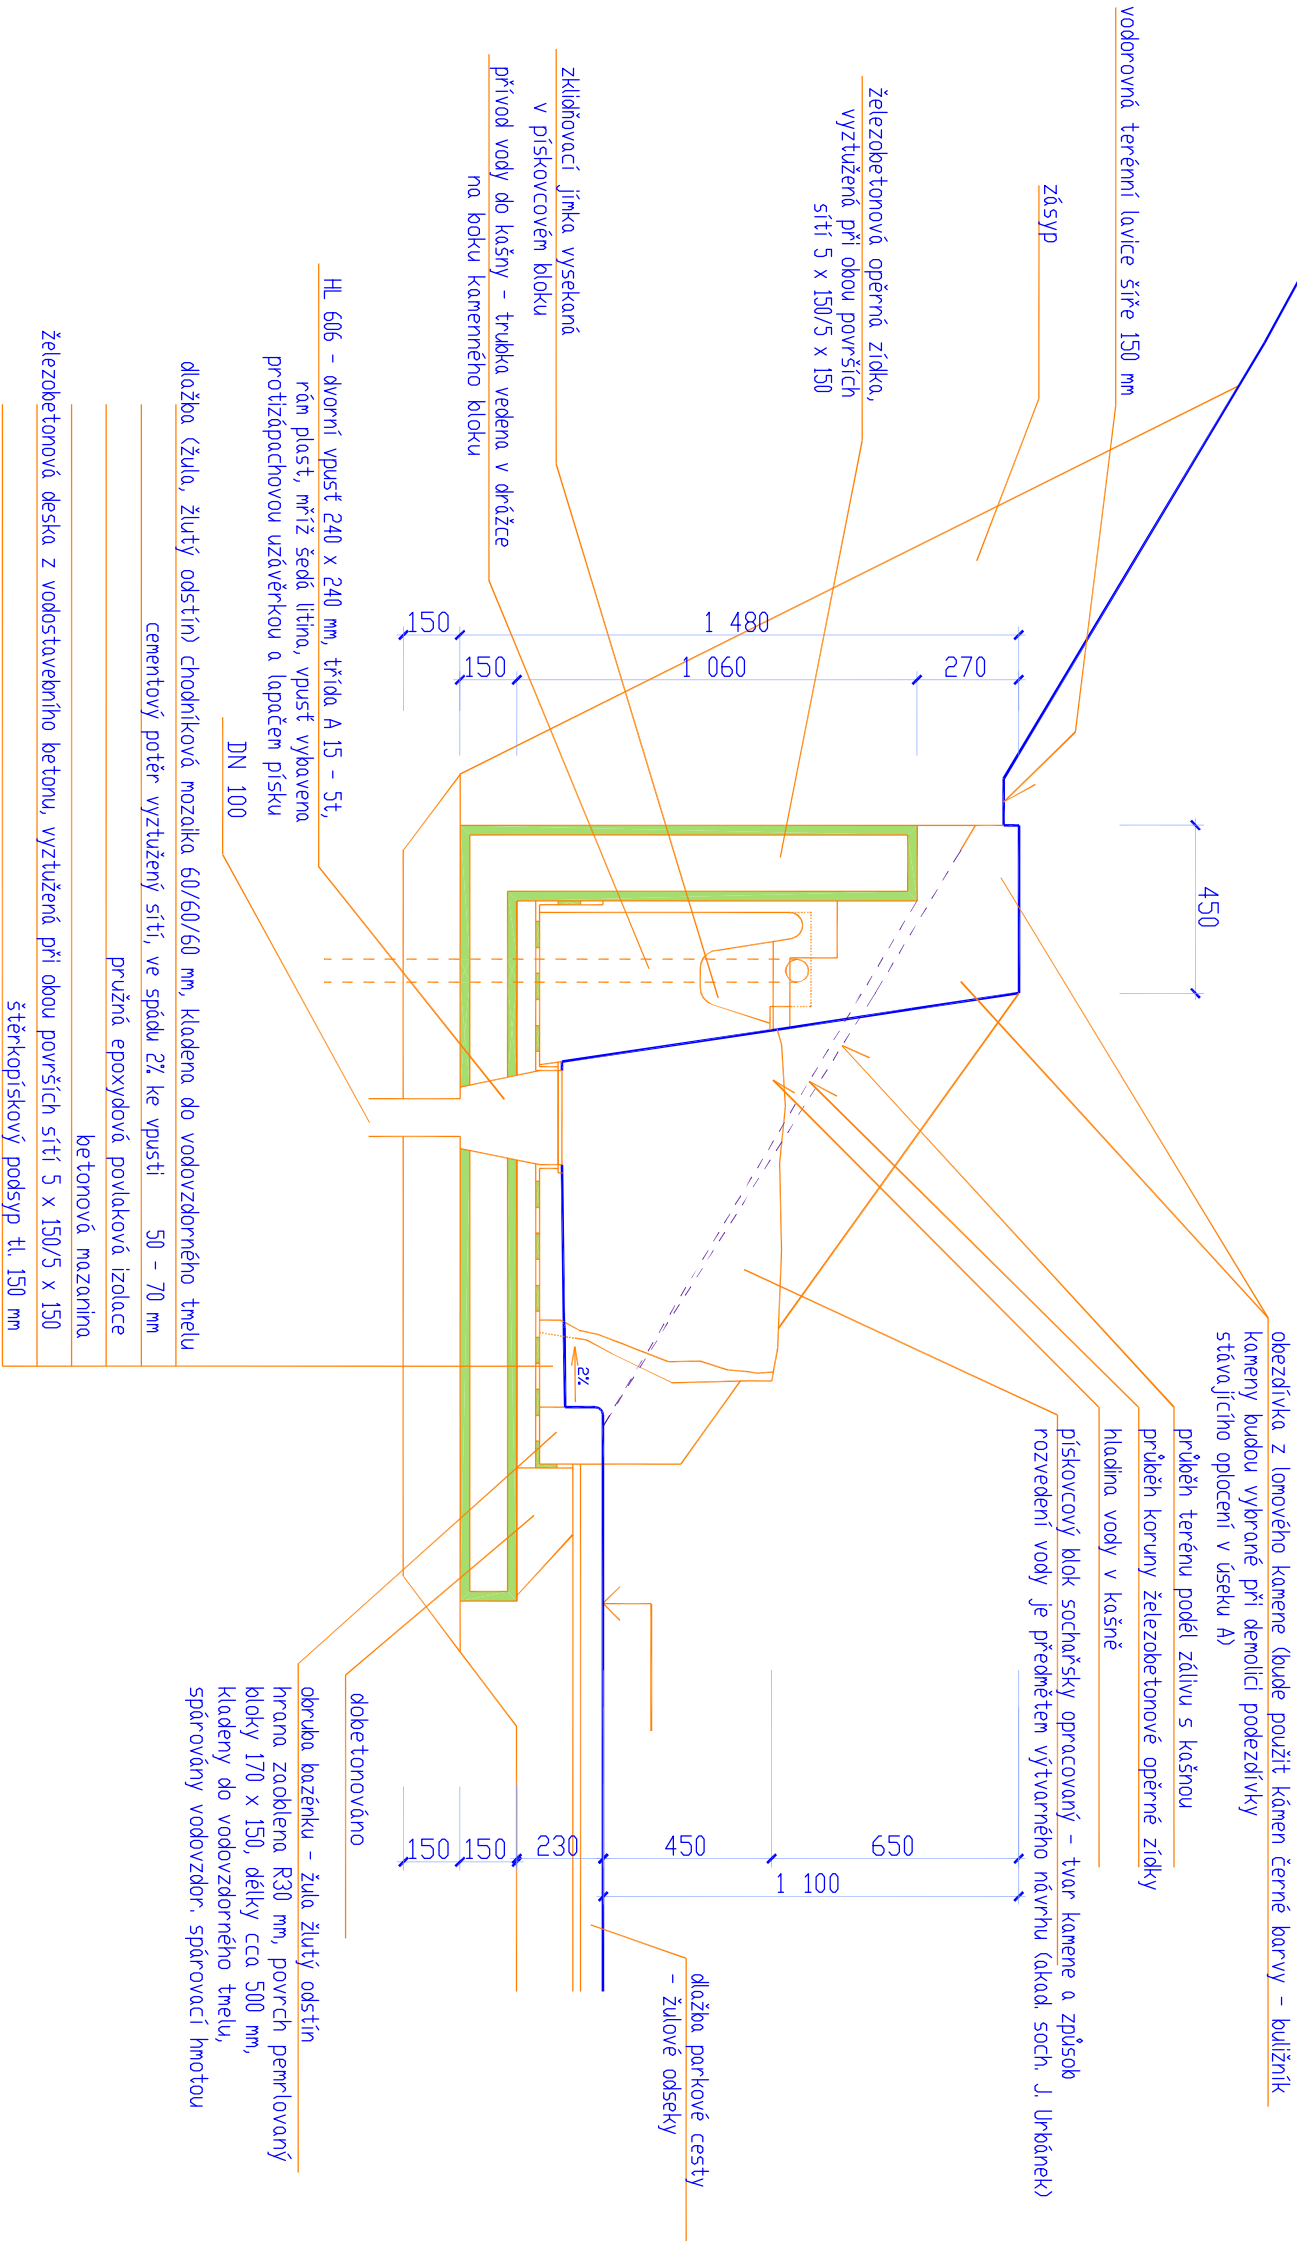 vodorovná terénní lavice šíře 150 mm
zásyp
železobetonová opěrná zídka,
vyztužená při obou površích
sítí 5 x 150/5 x 150
zklidňovací jímka vysekaná
v pískovcovém bloku
přívod vody do kašny - trubka vedena v drážce
na boku kamenného bloku
HL 606 - dvorní vpusť 240 x 240 mm, třída A 15 - 5t,
rám plast, mříž šedá litina, vpusť vybavena
protizápachovou uzávěrkou a lapačem písku
DN 100
dlažba (žula, žlutý odstín) chodníková mozaika 60/60/60 mm, kladena do vodovzdorného tmelu
cementový potěr vyztužený sítí, ve spádu 2% ke vpusti 50 - 70 mm
pružná epoxydová povlaková izolace
betonová mazanina
železobetonová deska z vodostavebního betonu, vyztužená při obou površích sítí 5 x 150/5 x 150
štěrkopískový podsyp tl. 150 mm
150
1 480
150
1 060
270
450
2%
obezdívka z lomového kamene (bude použit kámen černé barvy - buližník
kameny budou vybrané při demolici podezdívky
stávajícího oplocení v úseku A)
průběh terénu podél zálivu s kašnou
průběh koruny železobetonové opěrné zídky
hladina vody v kašně
pískovcový blok sochařsky opracovaný - tvar kamene a způsob
rozvedení vody je předmětem výtvarného návrhu (akad. soch. J. Urbánek)
150
150
230
450
650
1 100
dlažba parkové cesty
- žulové odseky
dobetonováno
obruba bazénku - žula žlutý odstín
hrana zaoblena R30 mm, povrch pemrlovaný
bloky 170 x 150, délky cca 500 mm,
kladeny do vodovzdorného tmelu,
spárovány vodovzdor. spárovací hmotou